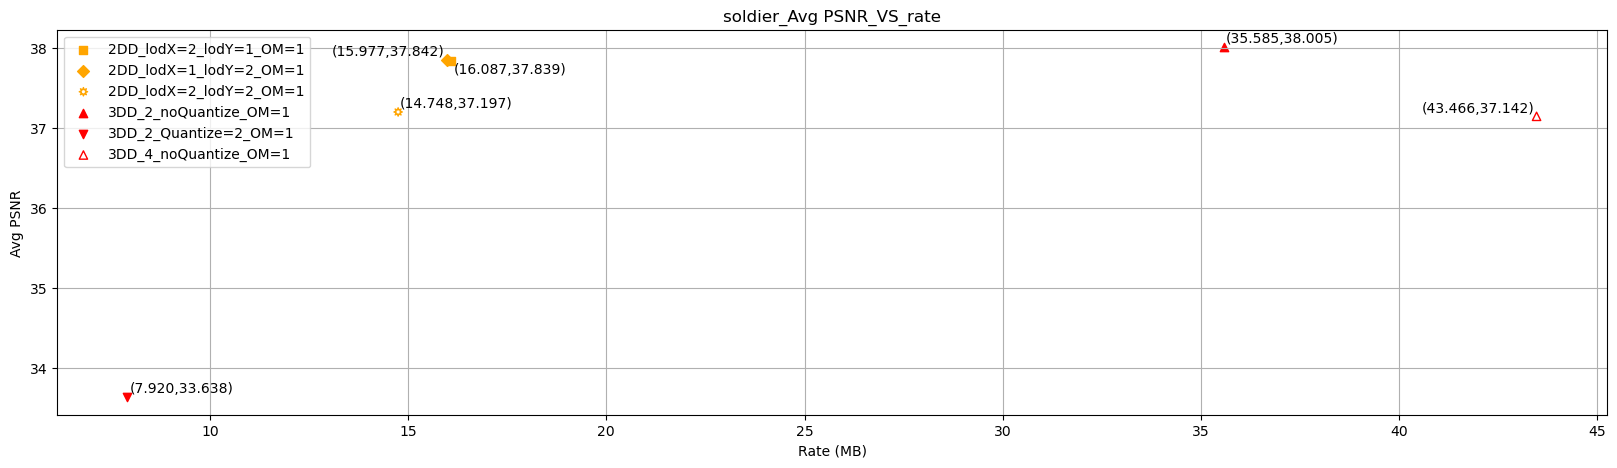 soldier_Avg PSNR_VS_rate
2DD_lodX=2_lodY=1_OM=1
2DD_lodX=1_lodY=2_OM=1
2DD_lodX=2_lodY=2_OM=1
3DD_2_noQuantize_OM=1
3DD_2_Quantize=2_OM=1
3DD_4_noQuantize_OM=1
(15.977,37.842)
(16.087,37.839)
(14.748,37.197)
(35.585,38.005)
(43.466,37.142)
(7.920,33.638)
38
37
36
35
34
Avg PSNR
10
15
20
25
30
35
40
45
Rate (MB)